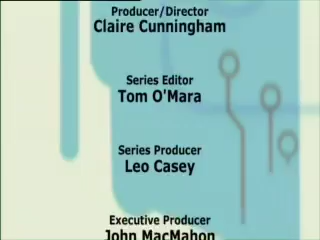 Producer/Director
Claire Cunningham
Series Editor
Tom O'Mara
Series Producer
Leo Casey
Executive Producer
John MacMahon